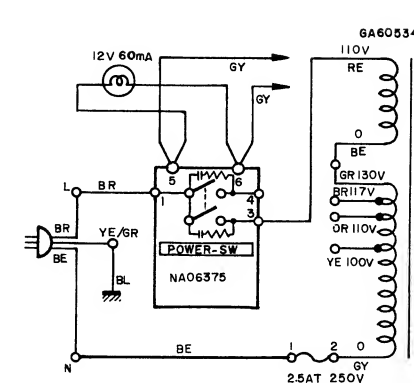 GA60534
110V
12V 60mA
RE
GY
GY
0
BE
5
6
GR 130V
BR 117V
L
BR
1
4
3
OR 110V
BR
YE/GR
YE 100V
POWER-SW
BE
BL
NA06375
N
BE
1
2
0
GY
2.5AT 250V